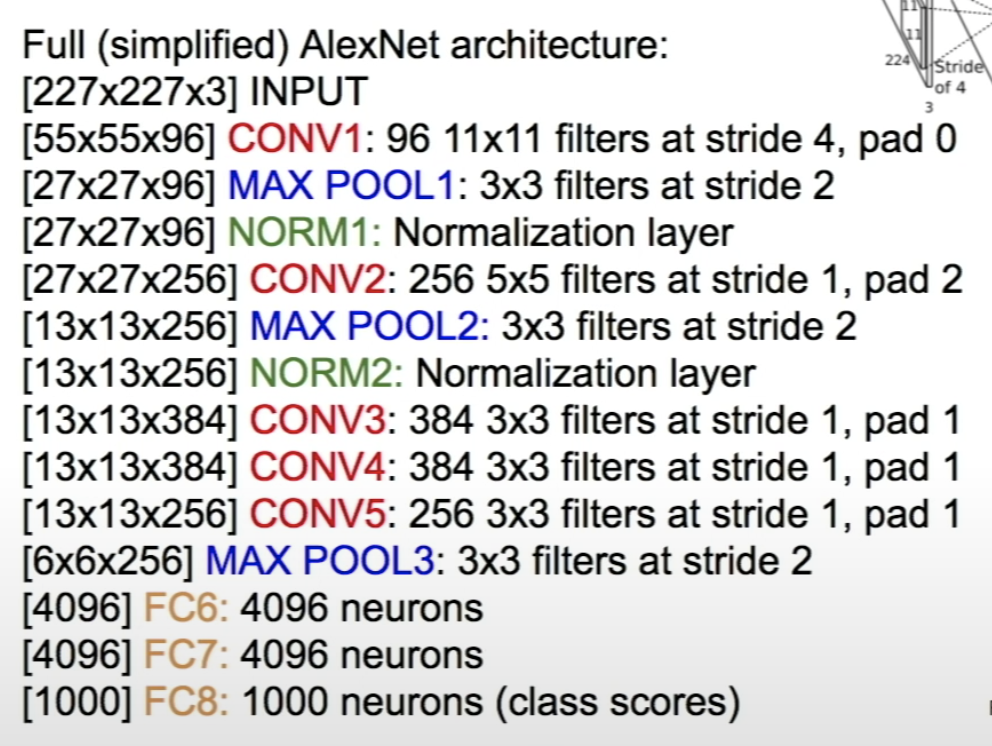 Full (simplified) AlexNet architecture:
[227x227x3] INPUT
[55x55x96] CONV1: 96 11x11 filters at stride 4, pad 0
[27x27x96] MAX POOL1: 3x3 filters at stride 2
[27x27x96] NORM1: Normalization layer
[27x27x256] CONV2: 256 5x5 filters at stride 1, pad 2
[13x13x256] MAX POOL2: 3x3 filters at stride 2
[13x13x256] NORM2: Normalization layer
[13x13x384] CONV3: 384 3x3 filters at stride 1, pad 1
[13x13x384] CONV4: 384 3x3 filters at stride 1, pad 1
[13x13x256] CONV5: 256 3x3 filters at stride 1, pad 1
[6x6x256] MAX POOL3: 3x3 filters at stride 2
[4096] FC6: 4096 neurons
[4096] FC7: 4096 neurons
[1000] FC8: 1000 neurons (class scores)
11
11
224
Stride
of 4
3